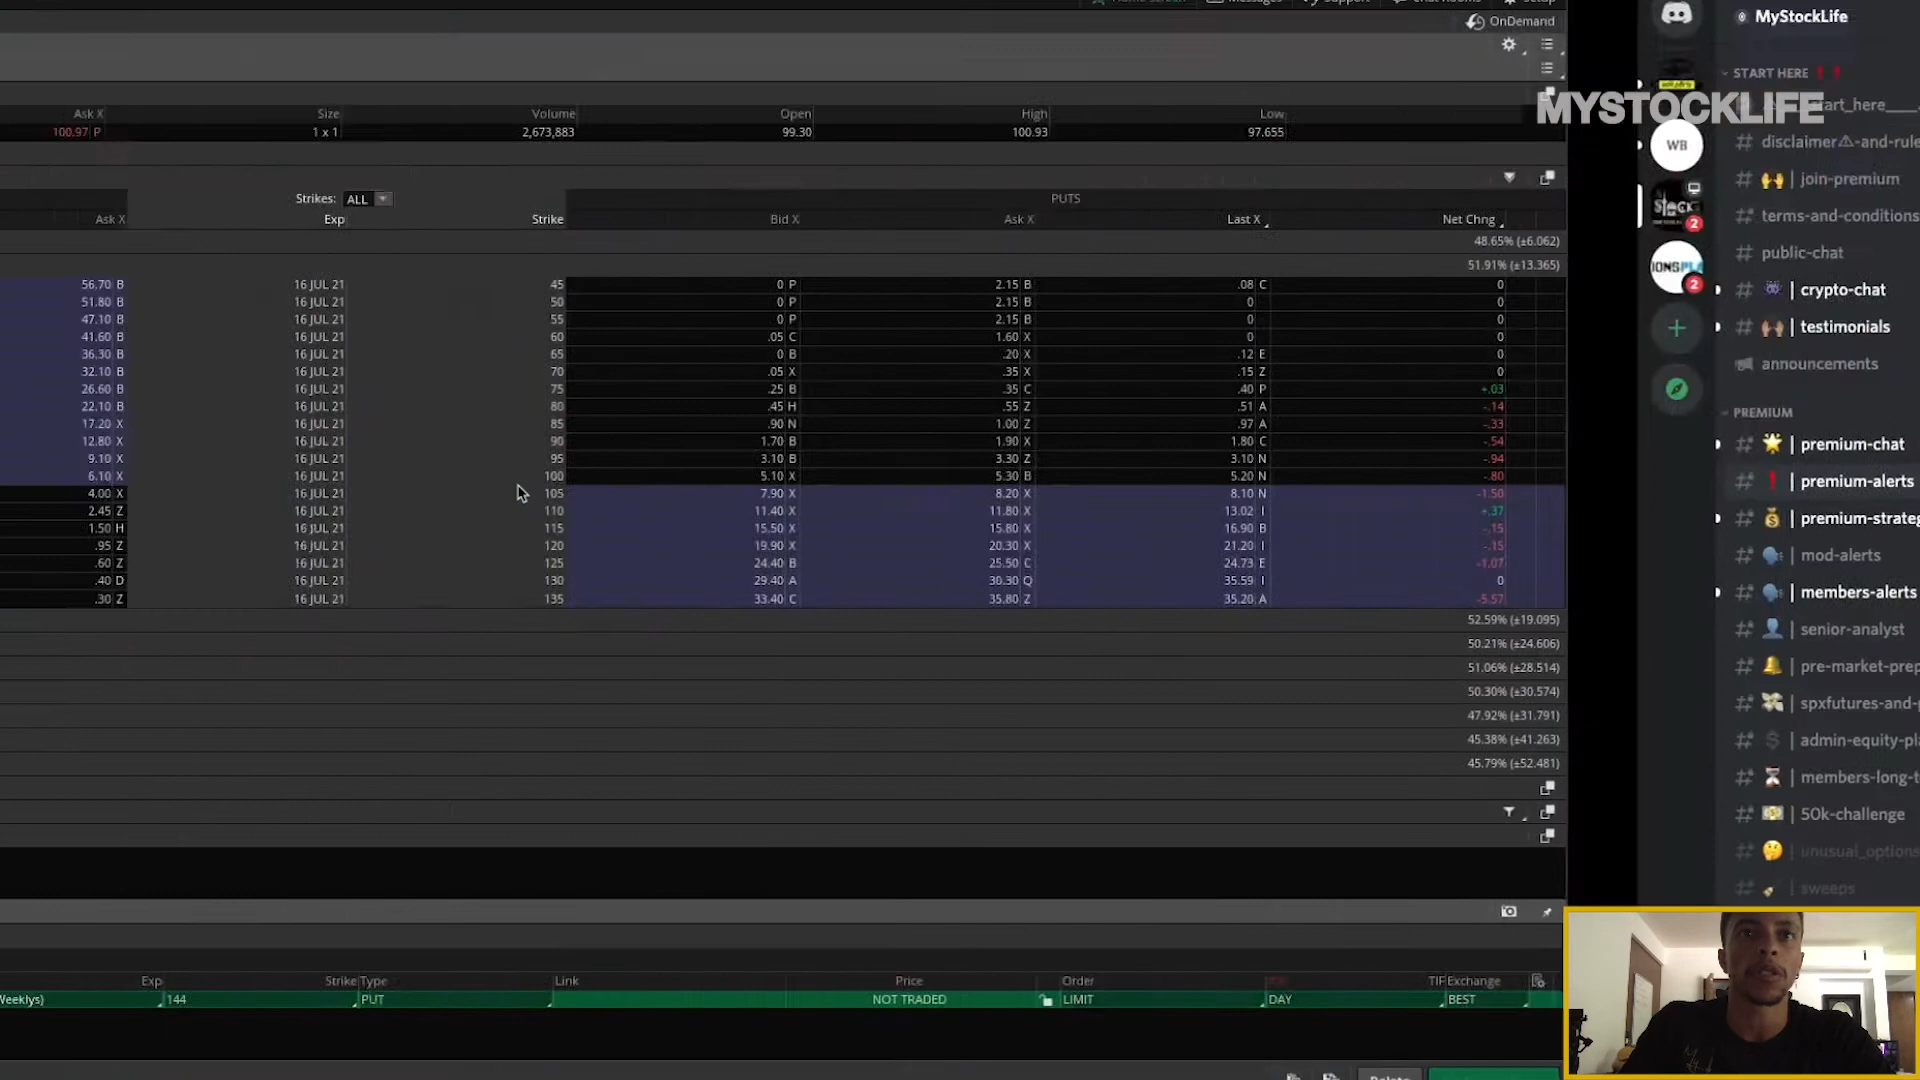 OnDemand
MyStockLife
START HERE
MYSTOCKLIFE
start_here
Ask X Size Volume Open High Low
100.97 P 1 x 1 2,673,883 99.30 100.93 97.655
WB
disclaimer⚠-and-rule
| join-premium
Strikes: ALL PUTS
Ask X Exp Strike Bid X Ask X Last X Net Chng
terms-and-conditions
2
48.65% (±6.062)
public-chat
51.91% (±13.365)
IONSPLA
2
56.70 B 16 JUL 21 45 0 P 2.15 B .08 C 0
51.80 B 16 JUL 21 50 0 P 2.15 B 0 0
47.10 B 16 JUL 21 55 0 P 2.15 B 0 0
41.60 B 16 JUL 21 60 .05 C 1.60 X 0 0
36.30 B 16 JUL 21 65 0 B .20 X .12 E 0
32.10 B 16 JUL 21 70 .05 X .35 X .15 Z 0
26.60 B 16 JUL 21 75 .25 B .35 C .40 P +.03
22.10 B 16 JUL 21 80 .45 H .55 Z .51 A -.14
17.20 X 16 JUL 21 85 .90 N 1.00 Z .97 A -.33
12.80 X 16 JUL 21 90 1.70 B 1.90 X 1.80 C -.54
9.10 X 16 JUL 21 95 3.10 B 3.30 Z 3.10 N -.94
6.10 X 16 JUL 21 100 5.10 X 5.30 B 5.20 N -.80
4.00 X 16 JUL 21 105 7.90 X 8.20 X 8.10 N -1.50
2.45 Z 16 JUL 21 110 11.40 X 11.80 X 13.02 I +.37
1.50 H 16 JUL 21 115 15.50 X 15.80 X 16.90 B -.15
.95 Z 16 JUL 21 120 19.90 X 20.30 X 21.20 I -.15
.60 Z 16 JUL 21 125 24.40 B 25.50 C 24.73 E -1.07
.40 D 16 JUL 21 130 29.40 A 30.30 Q 35.59 I 0
.30 Z 16 JUL 21 135 33.40 C 35.80 Z 35.20 A -5.57
52.59% (±19.095)
50.21% (±24.606)
51.06% (±28.514)
50.30% (±30.574)
47.92% (±31.791)
45.38% (±41.263)
45.79% (±52.481)
| crypto-chat
| testimonials
announcements
PREMIUM
| premium-chat
| premium-alerts
| premium-strateg
| mod-alerts
| members-alerts
| senior-analyst
| pre-market-prep
| spxfutures-and-p
| admin-equity-pl
| members-long-t
| 50k-challenge
| unusual_options
| sweeps
Exp Strike Type Link Price Order TIF Exchange
Weeklys) 144 PUT NOT TRADED LIMIT DAY BEST